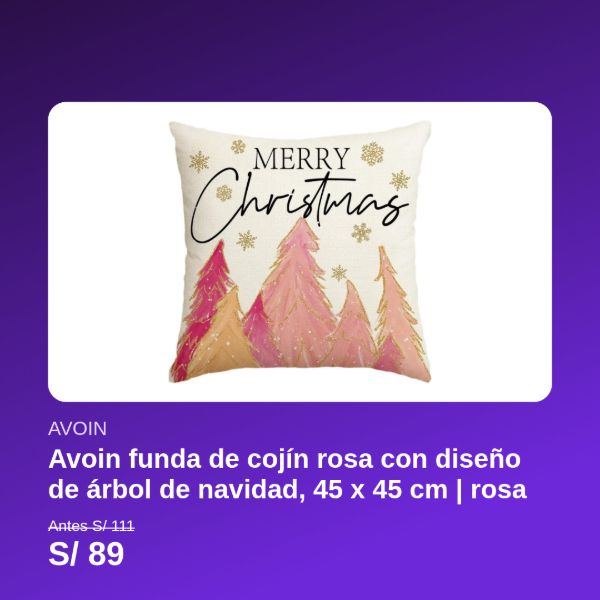 MERRY
Christmas
AVOIN
Avoin funda de cojín rosa con diseño
de árbol de navidad, 45 x 45 cm | rosa
Antes S/ 111
S/ 89